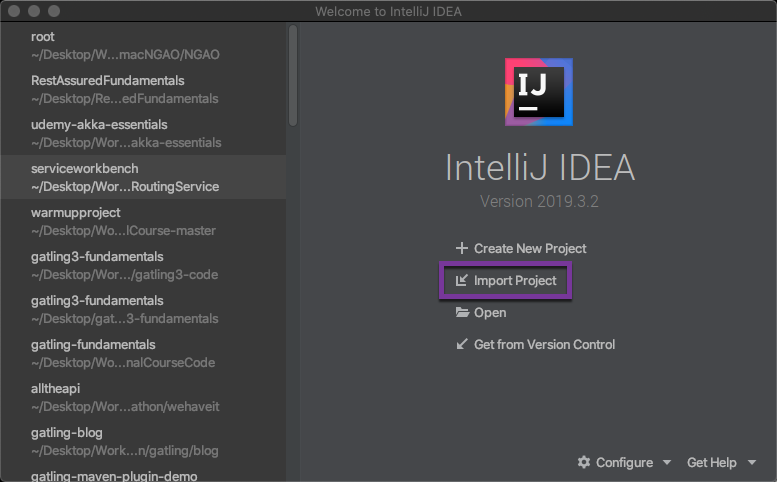 Welcome to IntelliJ IDEA
root
~/Desktop/W...macNGAO/NGAO
RestAssuredFundamentals
~/Desktop/Re...edFundamentals
udemy-akka-essentials
~/Desktop/Wor...akka-essentials
serviceworkbench
~/Desktop/Wor...RoutingService
warmupproject
~/Desktop/Wor...lCourse-master
gatling3-fundamentals
~/Desktop/Wor.../gatling3-code
gatling3-fundamentals
~/Desktop/gat...3-fundamentals
gatling-fundamentals
~/Desktop/Wo...nalCourseCode
alltheapi
~/Desktop/Wor...athon/wehaveit
gatling-blog
~/Desktop/Work...n/gatling/blog
gatling-maven-plugin-demo
IJ
IntelliJ IDEA
Version 2019.3.2
Create New Project
Import Project
Open
Get from Version Control
Configure
Get Help